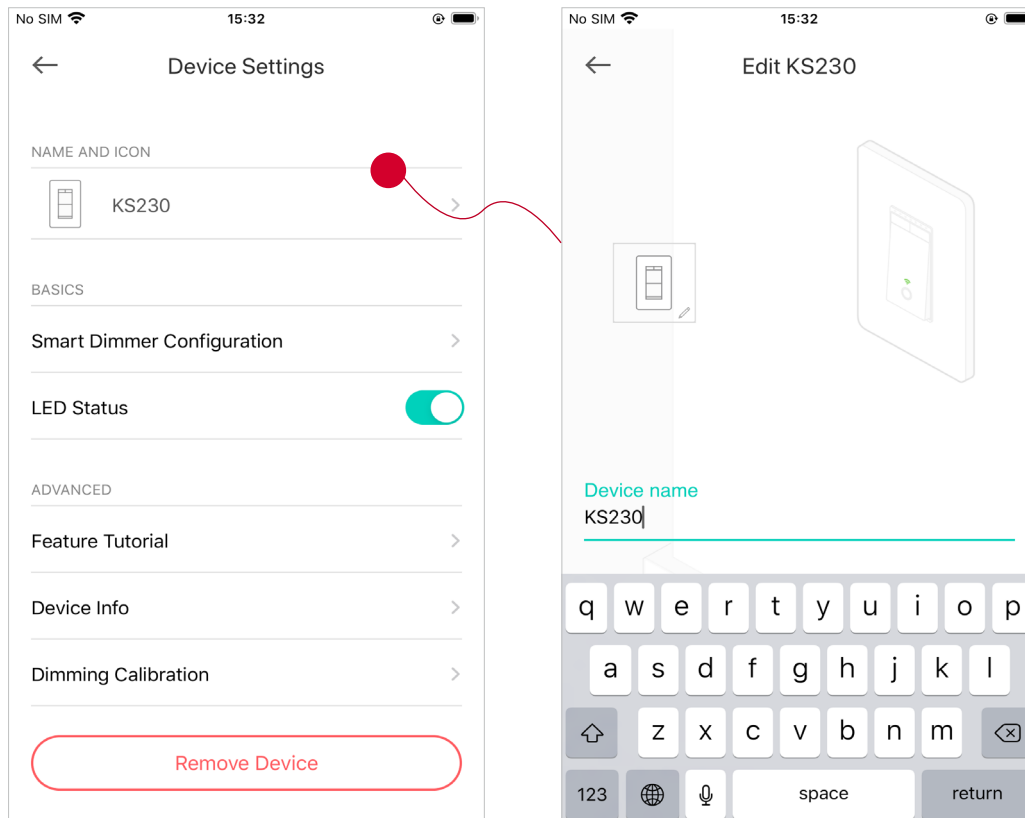 No SIM 15:32
Device Settings
NAME AND ICON
KS230
BASICS
Smart Dimmer Configuration
LED Status
ADVANCED
Feature Tutorial
Device Info
Dimming Calibration
Remove Device
No SIM 15:32
Edit KS230
Device name
KS230
q w e r t y u i o p
a s d f g h j k l
z x c v b n m
123 space return